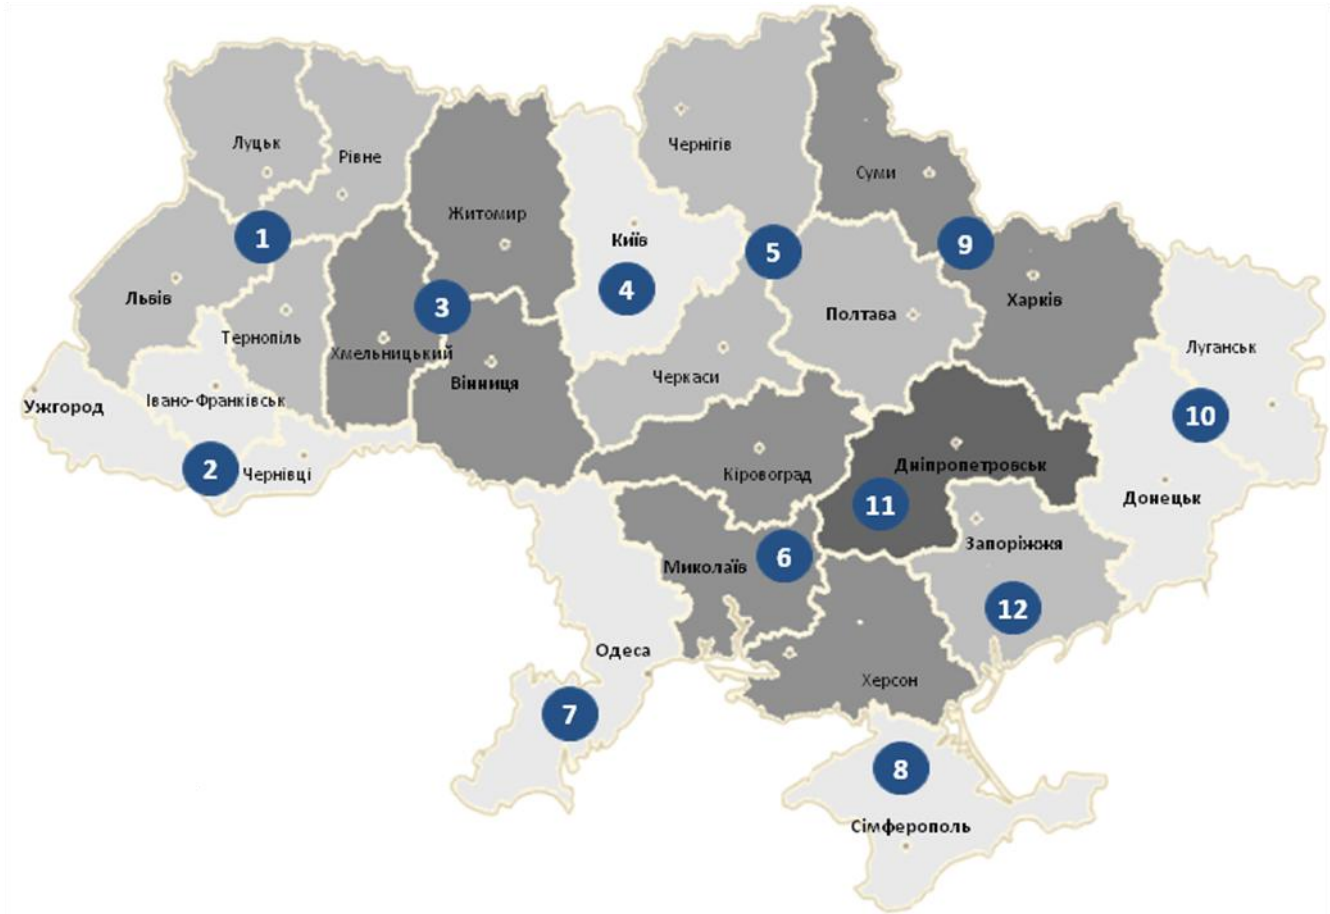 Луцьк
Рівне
Чернігів
Суми
Житомир
Київ
1
5
9
Львів
Тернопіль
3
4
Полтава
Харків
Хмельницький
Вінниця
Черкаси
Луганськ
Ужгород
Івано-Франківськ
10
2
Чернівці
Кіровоград
Дніпропетровськ
11
Донецьк
Миколаїв
6
Запоріжжя
12
Одеса
Херсон
7
8
Сімферополь